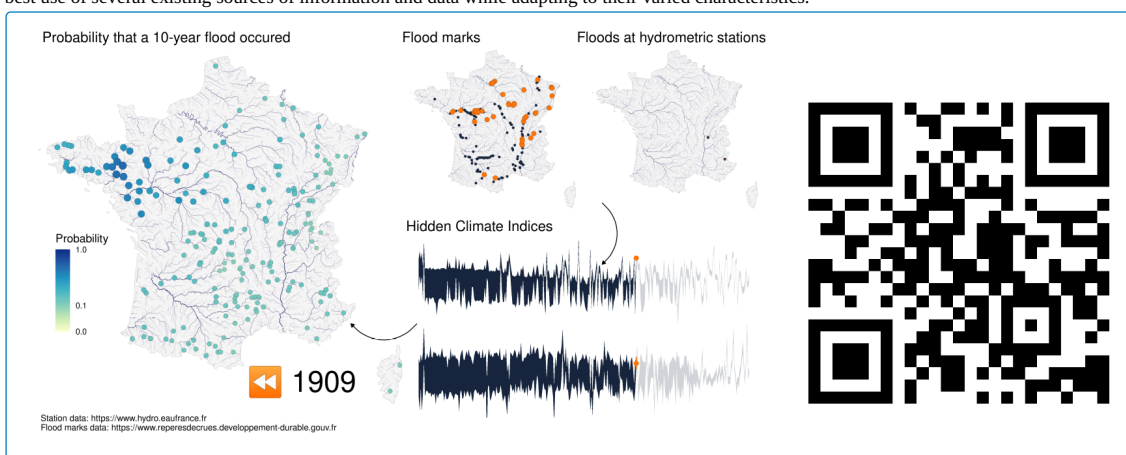 best use of several existing sources of information and data while adapting to their varied characteristics.
Probability that a 10-year flood occured
Flood marks
Floods at hydrometric stations
Hidden Climate Indices
Probability
1.0
0.1
0.0
1909
Station data: https://www.hydro.eaufrance.fr
Flood marks data: https://www.reperesdecrues.developpement-durable.gouv.fr